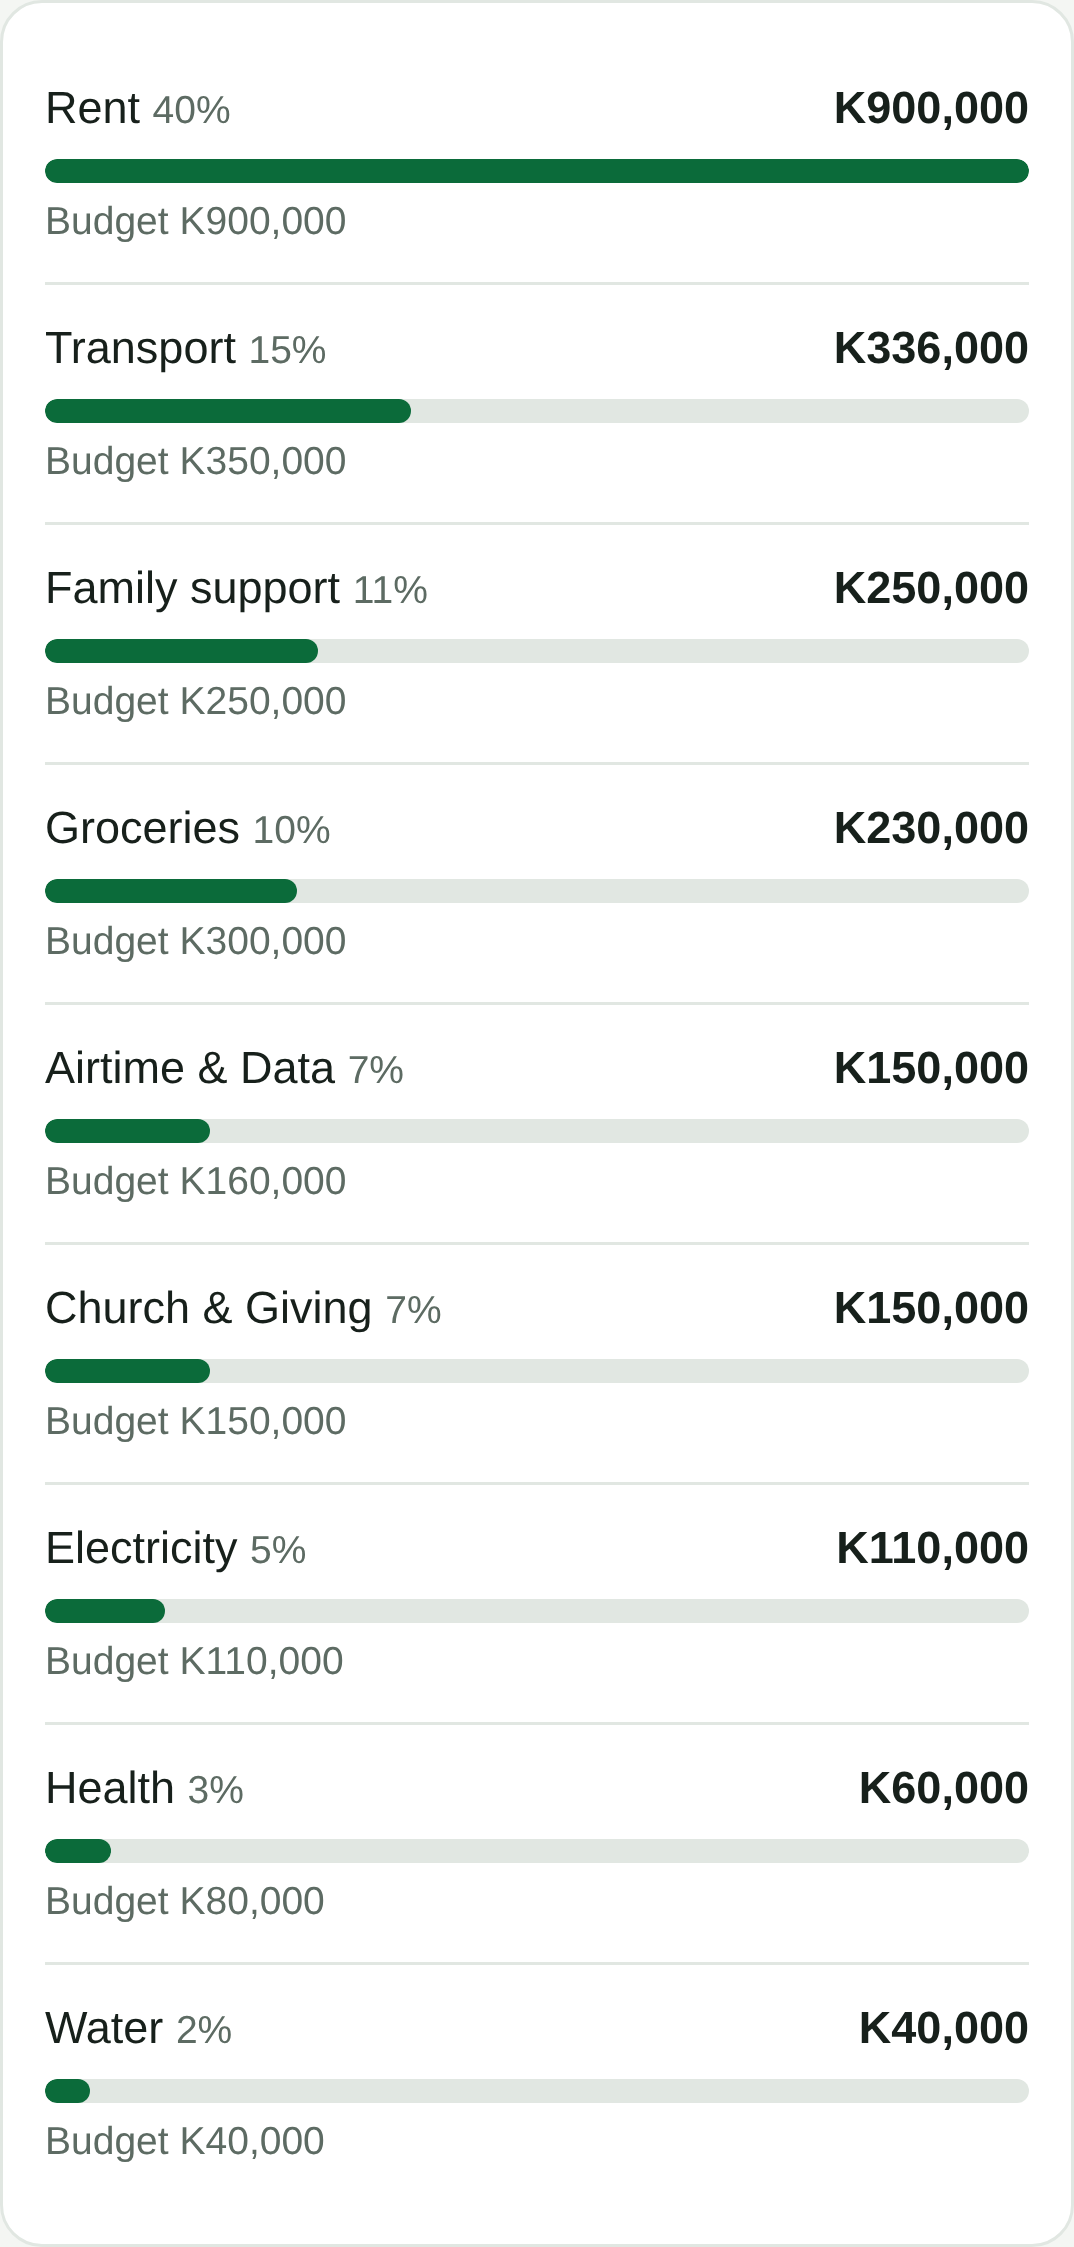 Rent 40% K900,000
Budget K900,000
Transport 15% K336,000
Budget K350,000
Family support 11% K250,000
Budget K250,000
Groceries 10% K230,000
Budget K300,000
Airtime & Data 7% K150,000
Budget K160,000
Church & Giving 7% K150,000
Budget K150,000
Electricity 5% K110,000
Budget K110,000
Health 3% K60,000
Budget K80,000
Water 2% K40,000
Budget K40,000